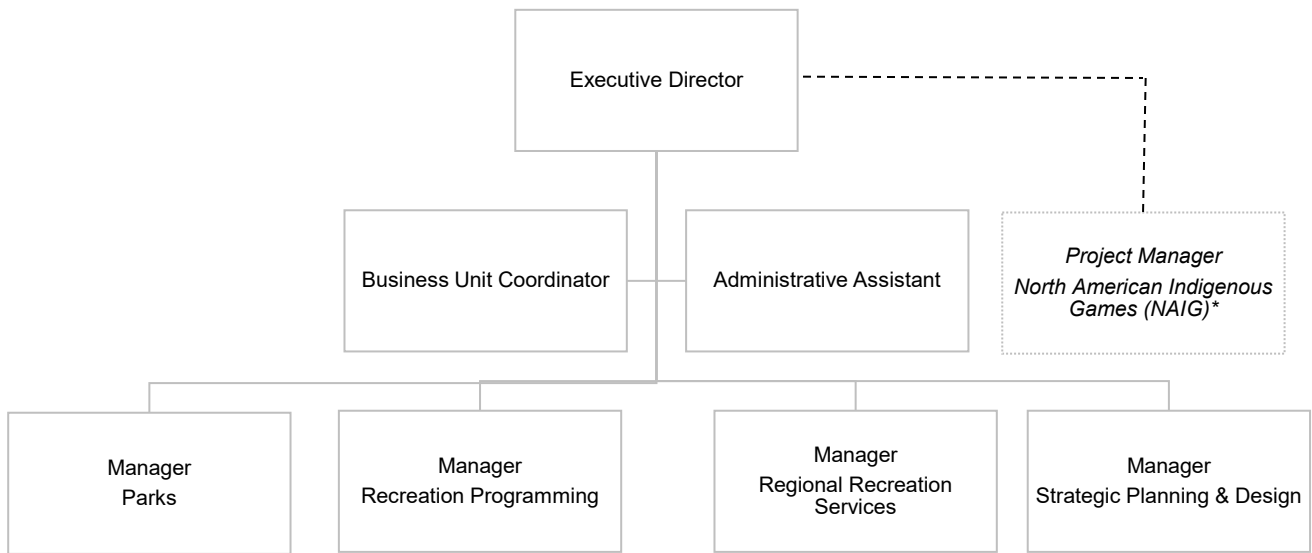 Executive Director
Business Unit Coordinator
Administrative Assistant
Project Manager
North American Indigenous
Games (NAIG)*
Manager
Parks
Manager
Recreation Programming
Manager
Regional Recreation
Services
Manager
Strategic Planning & Design